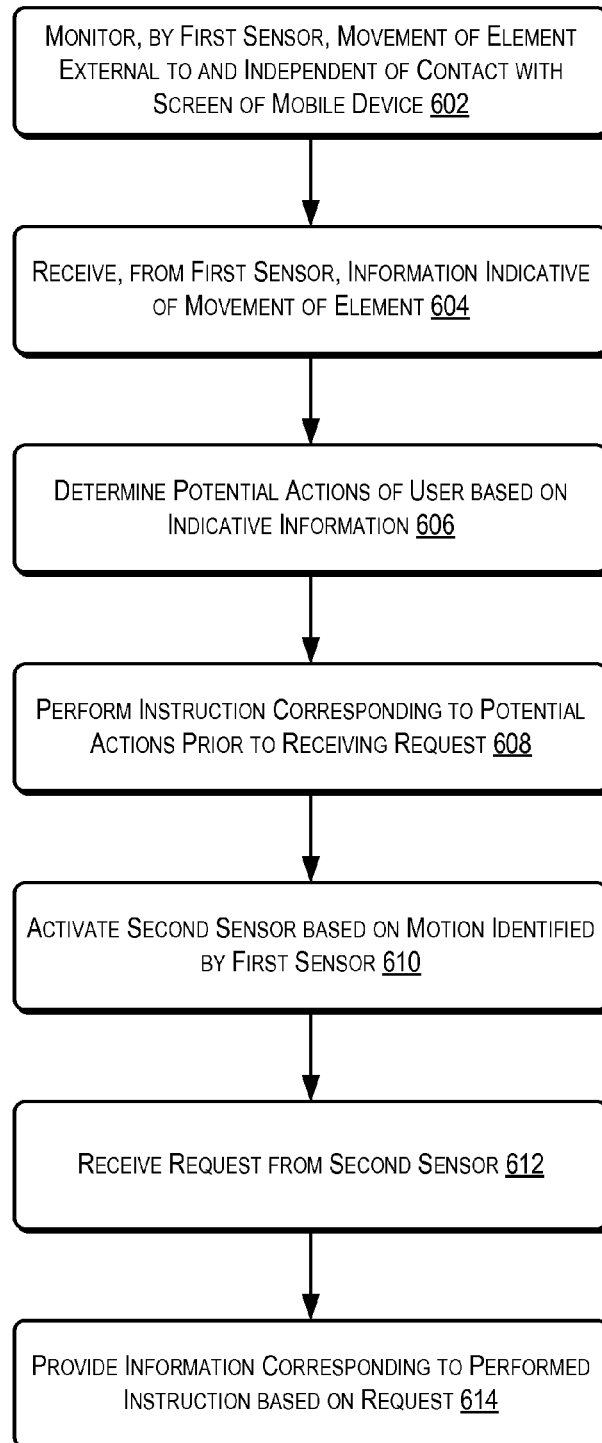 MONITOR, BY FIRST SENSOR, MOVEMENT OF ELEMENT
EXTERNAL TO AND INDEPENDENT OF CONTACT WITH
SCREEN OF MOBILE DEVICE 602
RECEIVE, FROM FIRST SENSOR, INFORMATION INDICATIVE
OF MOVEMENT OF ELEMENT 604
DETERMINE POTENTIAL ACTIONS OF USER BASED ON
INDICATIVE INFORMATION 606
PERFORM INSTRUCTION CORRESPONDING TO POTENTIAL
ACTIONS PRIOR TO RECEIVING REQUEST 608
ACTIVATE SECOND SENSOR BASED ON MOTION IDENTIFIED
BY FIRST SENSOR 610
RECEIVE REQUEST FROM SECOND SENSOR 612
PROVIDE INFORMATION CORRESPONDING TO PERFORMED
INSTRUCTION BASED ON REQUEST 614